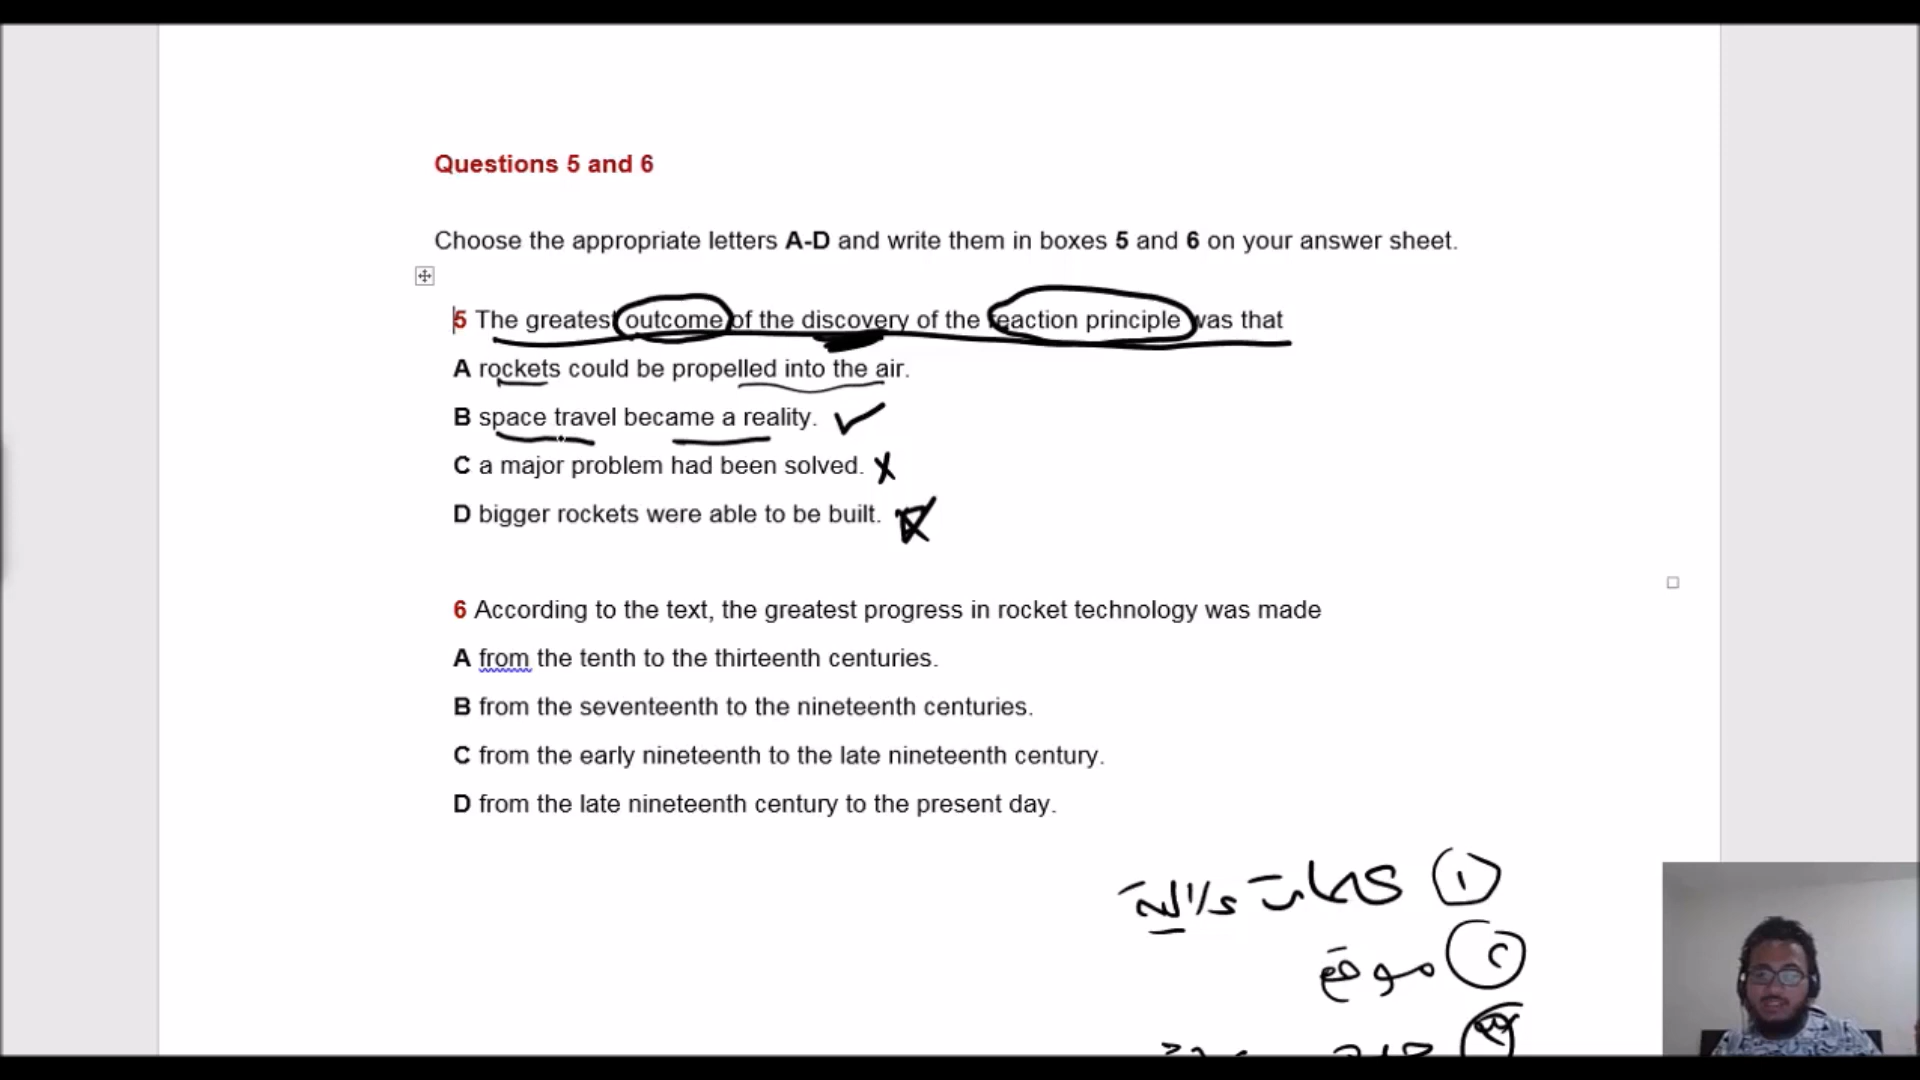 Questions 5 and 6
Choose the appropriate letters A-D and write them in boxes 5 and 6 on your answer sheet.
5 The greatest outcome of the discovery of the reaction principle was that
A rockets could be propelled into the air.
B space travel became a reality.
C a major problem had been solved.
D bigger rockets were able to be built.
6 According to the text, the greatest progress in rocket technology was made
A from the tenth to the thirteenth centuries.
B from the seventeenth to the nineteenth centuries.
C from the early nineteenth to the late nineteenth century.
D from the late nineteenth century to the present day.
١ كلمات دلالية
٢ موقع
٣